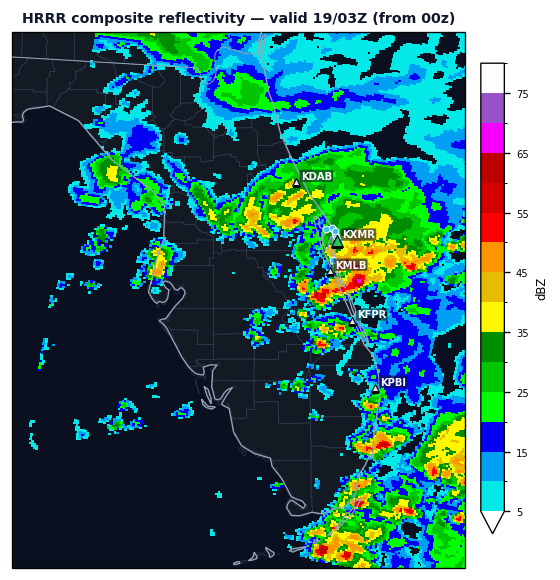 HRRR composite reflectivity — valid 19/03Z (from 00z)
KDAB
KXMR
KMLB
KFPR
KPBI
75
65
55
45
35
25
15
5
dBZ